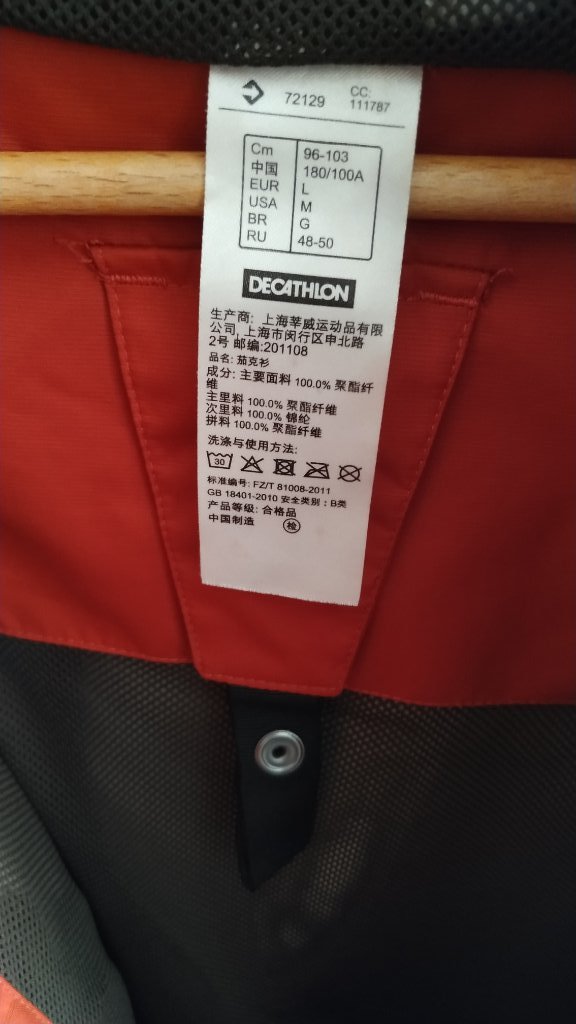 72129
CC:
111787
Cm 96-103
中国 180/100A
EUR L
USA M
BR G
RU 48-50
DECATHLON
生产商: 上海莘威运动品有限
公司, 上海市闵行区申北路
2号 邮编:201108
品名: 茄克衫
成分: 主要面料 100.0% 聚酯纤
维
主里料 100.0% 聚酯纤维
次里料 100.0% 锦纶
拼料 100.0% 聚酯纤维
洗涤与使用方法:
30
标准编号: FZ/T 81008-2011
GB 18401-2010 安全类别 : B类
产品等级: 合格品
中国制造 检